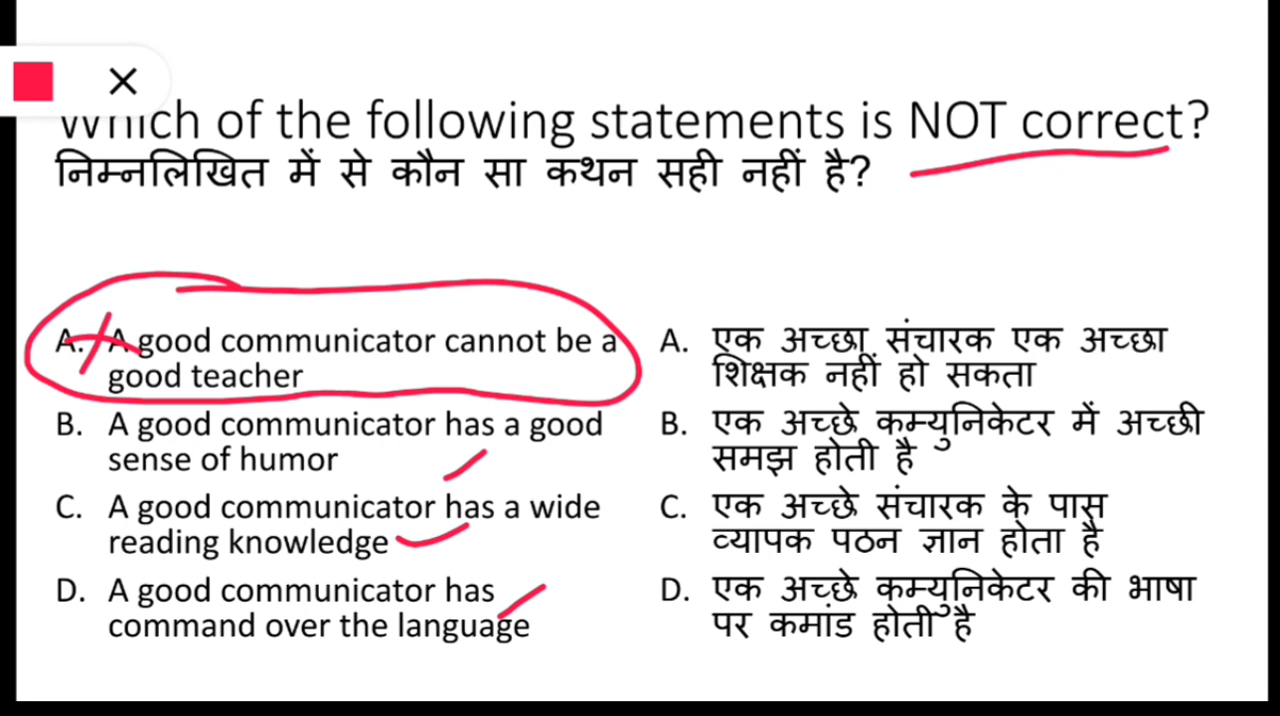 Which of the following statements is NOT correct?
निम्नलिखित में से कौन सा कथन सही नहीं है?
A. A good communicator cannot be a
good teacher
B. A good communicator has a good
sense of humor
C. A good communicator has a wide
reading knowledge
D. A good communicator has
command over the language
A. एक अच्छा संचारक एक अच्छा
शिक्षक नहीं हो सकता
B. एक अच्छे कम्युनिकेटर में अच्छी
समझ होती है
C. एक अच्छे संचारक के पास
व्यापक पठन ज्ञान होता है
D. एक अच्छे कम्युनिकेटर की भाषा
पर कमांड होती है